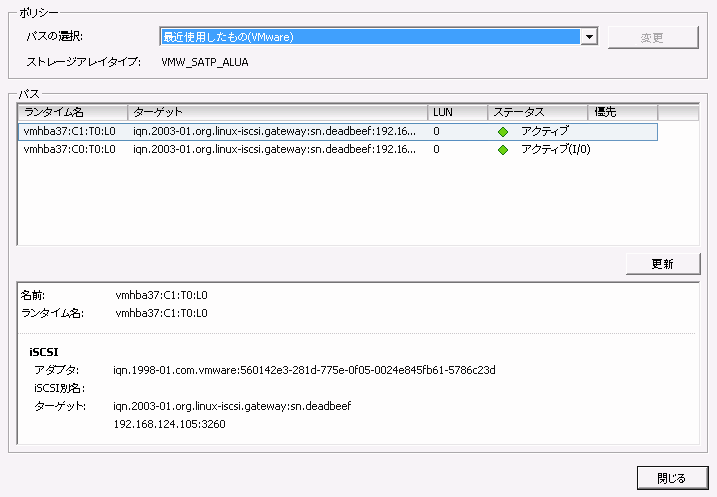 ポリシー
パスの選択: 最近使用したもの(VMware) 変更
ストレージアレイタイプ: VMW_SATP_ALUA
パス
ランタイム名 ターゲット LUN ステータス 優先
vmhba37:C1:T0:L0 iqn.2003-01.org.linux-iscsi.gateway:sn.deadbeef:192.16... 0 アクティブ
vmhba37:C0:T0:L0 iqn.2003-01.org.linux-iscsi.gateway:sn.deadbeef:192.16... 0 アクティブ(I/O)
更新
名前: vmhba37:C1:T0:L0
ランタイム名: vmhba37:C1:T0:L0
iSCSI
アダプタ: iqn.1998-01.com.vmware:560142e3-281d-775e-0f05-0024e845fb61-5786c23d
iSCSI別名:
ターゲット: iqn.2003-01.org.linux-iscsi.gateway:sn.deadbeef
192.168.124.105:3260
閉じる